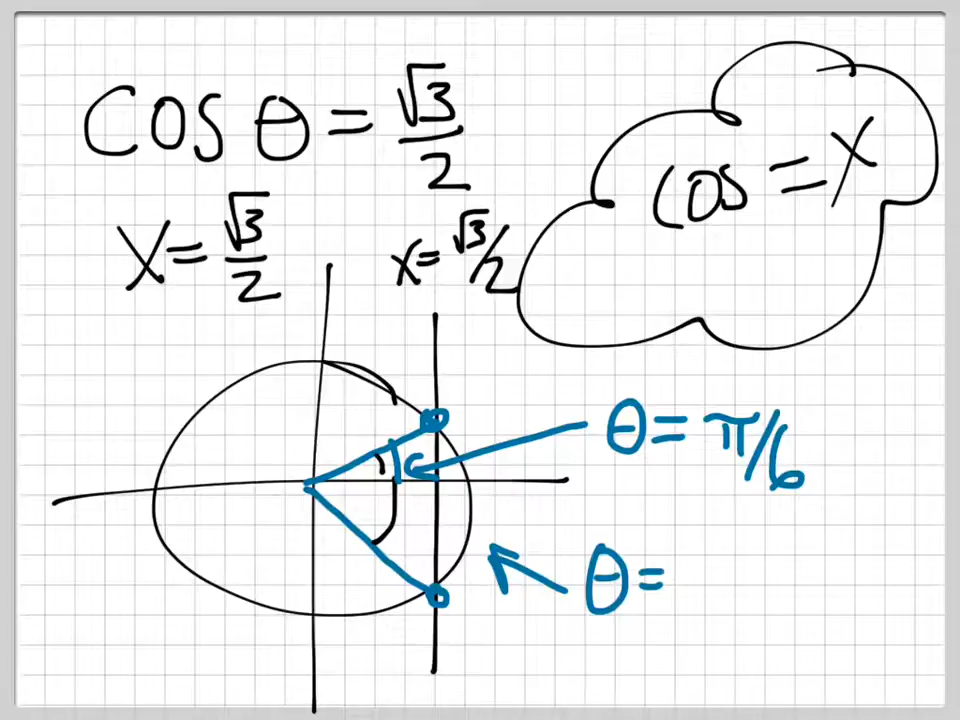 cos θ = √3/2
cos = x
x = √3/2
x = √3/2
θ = π/6
θ =